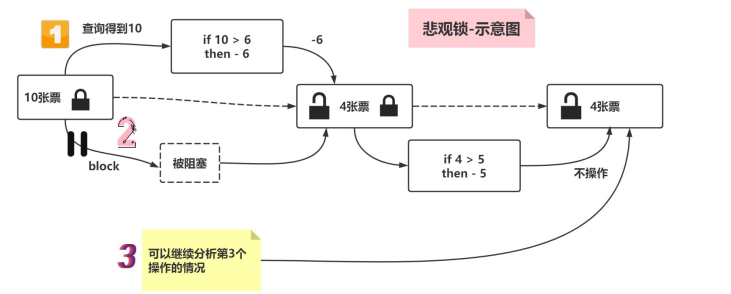 悲观锁-示意图
1
查询得到10
if 10 > 6
then - 6
-6
10张票
4张票
4张票
2
block
被阻塞
if 4 > 5
then - 5
不操作
3
可以继续分析第3个
操作的情况